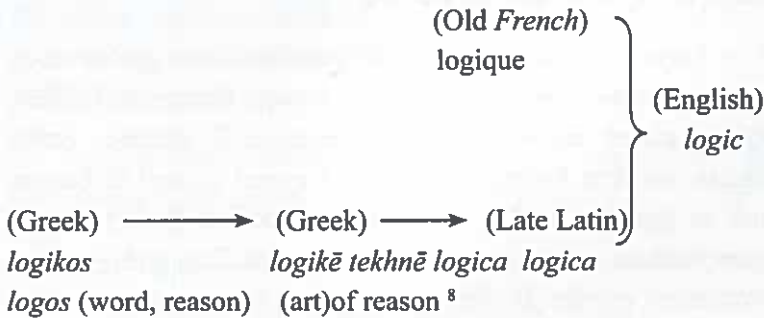 (Old French)
logique
(English)
logic
(Greek) (Greek) (Late Latin)
logikos logikē tekhnē logica logica
logos (word, reason) (art)of reason 8